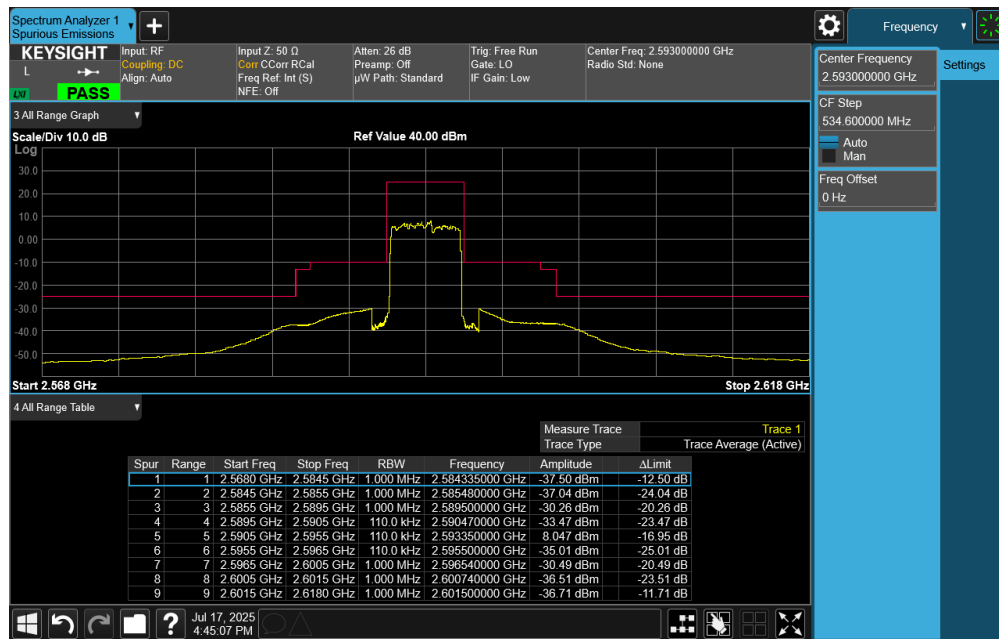 Spectrum Analyzer 1
Spurious Emissions
Frequency
KEYSIGHT
L
LXI
PASS
Input: RF
Coupling: DC
Align: Auto
Input Z: 50 Ω
Corr CCorr RCal
Freq Ref: Int (S)
NFE: Off
Atten: 26 dB
Preamp: Off
µW Path: Standard
Trig: Free Run
Gate: LO
IF Gain: Low
Center Freq: 2.593000000 GHz
Radio Std: None
Center Frequency
2.593000000 GHz
Settings
CF Step
534.600000 MHz
Auto
Man
Freq Offset
0 Hz
3 All Range Graph
Scale/Div 10.0 dB
Ref Value 40.00 dBm
Log
30.0
20.0
10.0
0.00
-10.0
-20.0
-30.0
-40.0
-50.0
Start 2.568 GHz
Stop 2.618 GHz
4 All Range Table
Measure Trace Trace 1
Trace Type Trace Average (Active)
Spur Range Start Freq Stop Freq RBW Frequency Amplitude ΔLimit
1 1 2.5680 GHz 2.5845 GHz 1.000 MHz 2.584335000 GHz -37.50 dBm -12.50 dB
2 2 2.5845 GHz 2.5855 GHz 1.000 MHz 2.585480000 GHz -37.04 dBm -24.04 dB
3 3 2.5855 GHz 2.5895 GHz 1.000 MHz 2.589500000 GHz -30.26 dBm -20.26 dB
4 4 2.5895 GHz 2.5905 GHz 110.0 kHz 2.590470000 GHz -33.47 dBm -23.47 dB
5 5 2.5905 GHz 2.5955 GHz 110.0 kHz 2.593350000 GHz 8.047 dBm -16.95 dB
6 6 2.5955 GHz 2.5965 GHz 110.0 kHz 2.595500000 GHz -35.01 dBm -25.01 dB
7 7 2.5965 GHz 2.6005 GHz 1.000 MHz 2.596540000 GHz -30.49 dBm -20.49 dB
8 8 2.6005 GHz 2.6015 GHz 1.000 MHz 2.600740000 GHz -36.51 dBm -23.51 dB
9 9 2.6015 GHz 2.6180 GHz 1.000 MHz 2.601500000 GHz -36.71 dBm -11.71 dB
Jul 17, 2025
4:45:07 PM